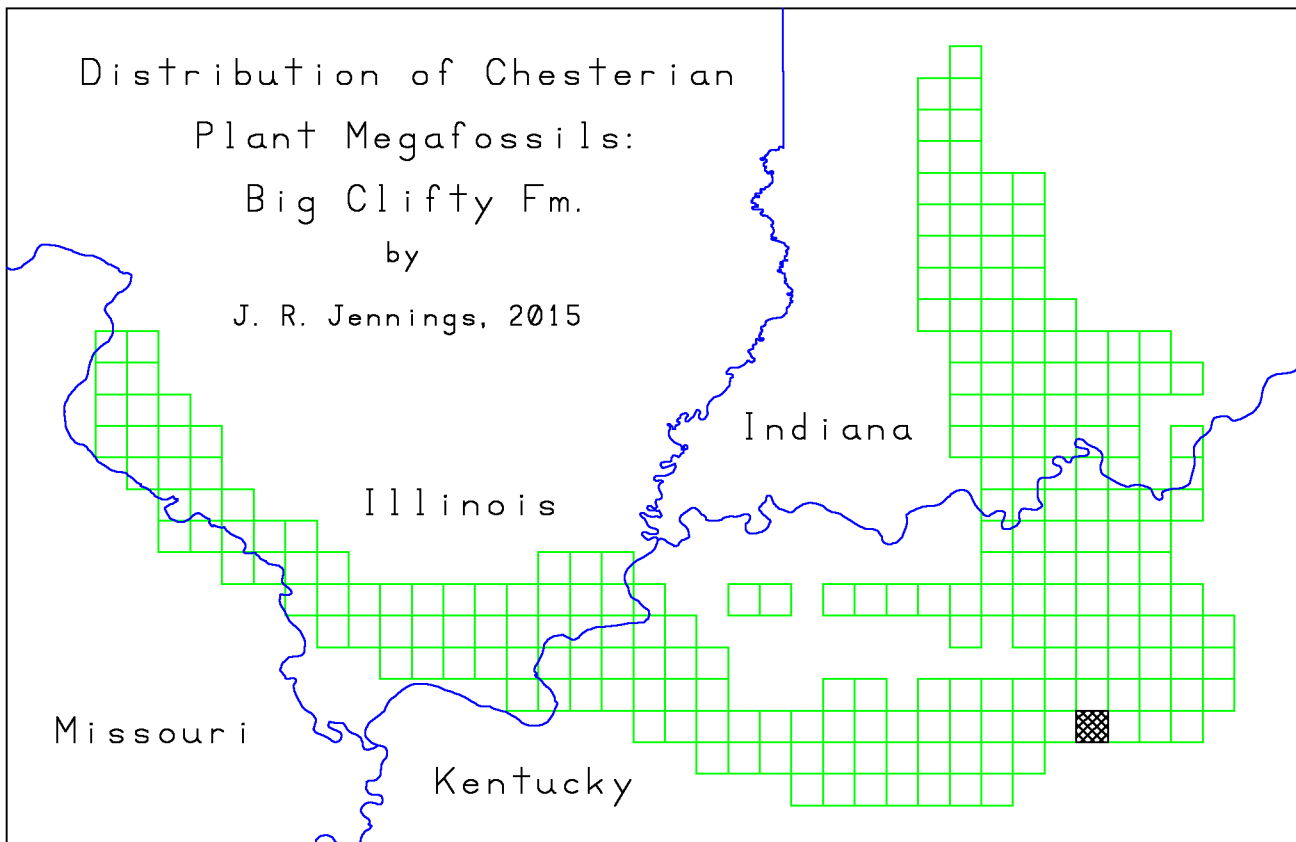 Distribution of Chesterian
Plant Megafossils:
Big Clifty Fm.
by
J. R. Jennings, 2015
Indiana
Illinois
Missouri
Kentucky